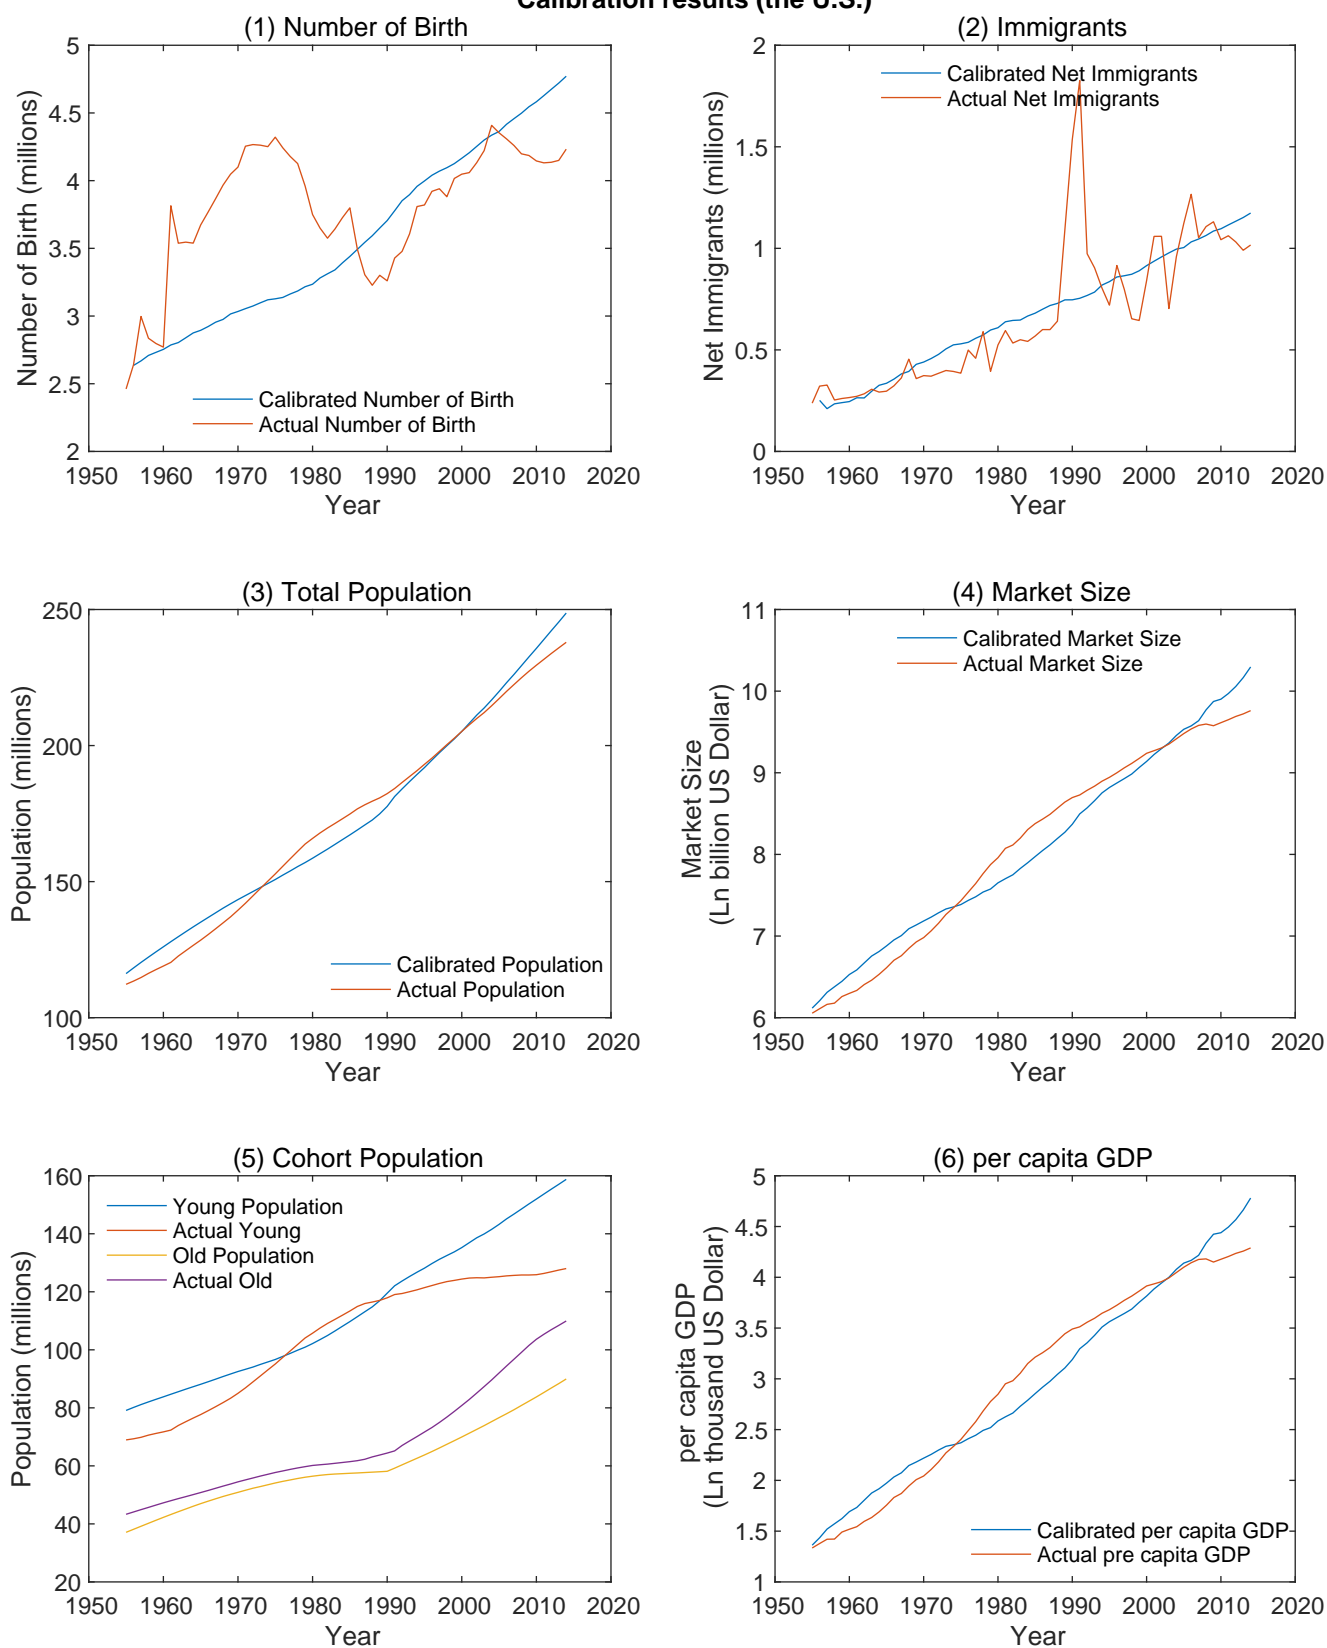 Calibration results (the U.S.)
(1) Number of Birth
5
4.5
4
3.5
3
2.5
2
Number of Birth (millions)
Calibrated Number of Birth
Actual Number of Birth
1950 1960 1970 1980 1990 2000 2010 2020
Year
(2) Immigrants
2
1.5
1
0.5
0
Net Immigrants (millions)
Calibrated Net Immigrants
Actual Net Immigrants
1950 1960 1970 1980 1990 2000 2010 2020
Year
(3) Total Population
250
200
150
100
Population (millions)
Calibrated Population
Actual Population
1950 1960 1970 1980 1990 2000 2010 2020
Year
(4) Market Size
11
10
9
8
7
6
Market Size
(Ln billion US Dollar)
Calibrated Market Size
Actual Market Size
1950 1960 1970 1980 1990 2000 2010 2020
Year
(5) Cohort Population
160
140
120
100
80
60
40
20
Population (millions)
Young Population
Actual Young
Old Population
Actual Old
1950 1960 1970 1980 1990 2000 2010 2020
Year
(6) per capita GDP
5
4.5
4
3.5
3
2.5
2
1.5
1
per capita GDP
(Ln thousand US Dollar)
Calibrated per capita GDP
Actual pre capita GDP
1950 1960 1970 1980 1990 2000 2010 2020
Year